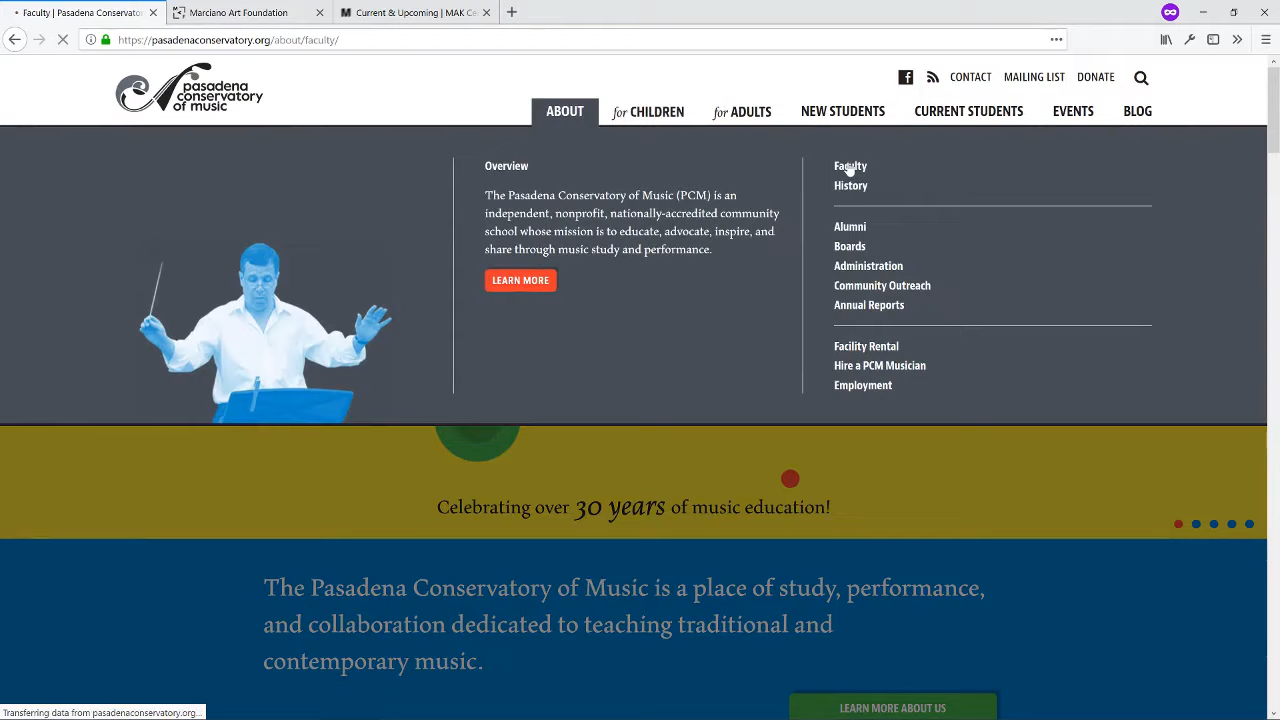 Faculty | Pasadena Conservator
Marciano Art Foundation
Current & Upcoming | MAK Ce
https://pasadenaconservatory.org/about/faculty/
pasadena
conservatory
of music
CONTACT
MAILING LIST
DONATE
ABOUT
for CHILDREN
for ADULTS
NEW STUDENTS
CURRENT STUDENTS
EVENTS
BLOG
Overview
The Pasadena Conservatory of Music (PCM) is an
independent, nonprofit, nationally-accredited community
school whose mission is to educate, advocate, inspire, and
share through music study and performance.
LEARN MORE
Faculty
History
Alumni
Boards
Administration
Community Outreach
Annual Reports
Facility Rental
Hire a PCM Musician
Employment
Celebrating over 30 years of music education!
The Pasadena Conservatory of Music is a place of study, performance,
and collaboration dedicated to teaching traditional and
contemporary music.
LEARN MORE ABOUT US
Transferring data from pasadenaconservatory.org...